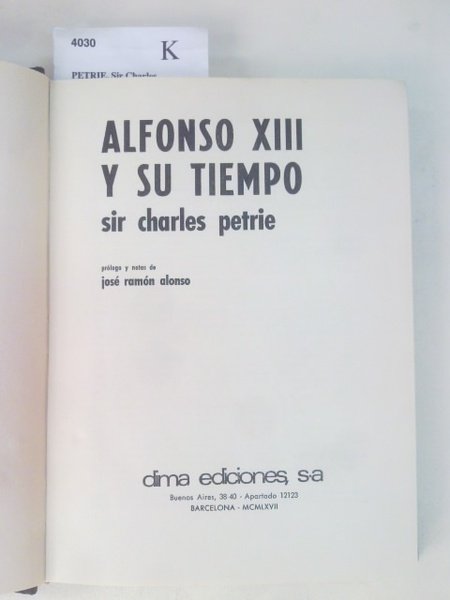 4030
K
PETRIE, Sir Charles
ALFONSO XIII
Y SU TIEMPO
sir charles petrie
prólogo y notas de
josé ramón alonso
dima ediciones, s-a
Buenos Aires, 38-40 - Apartado 12123
BARCELONA - MCMLXVII